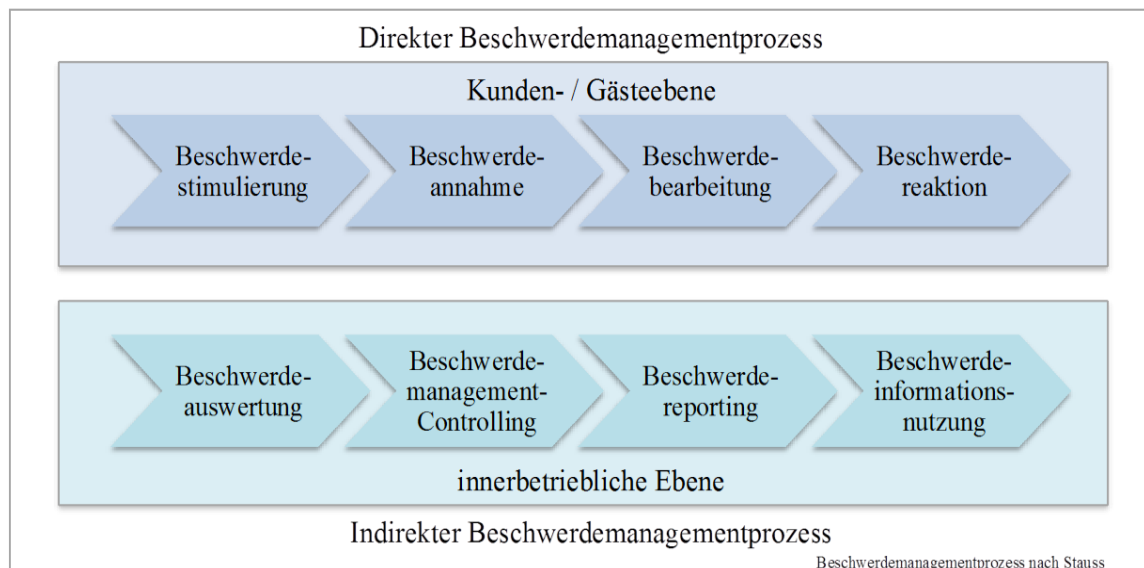 Direkter Beschwerdemanagementprozess
Kunden- / Gästeebene
Beschwerde-
stimulierung
Beschwerde-
annahme
Beschwerde-
bearbeitung
Beschwerde-
reaktion
Beschwerde-
auswertung
Beschwerde-
management-
Controlling
Beschwerde-
reporting
Beschwerde-
informations-
nutzung
innerbetriebliche Ebene
Indirekter Beschwerdemanagementprozess
Beschwerdemanagementprozess nach Stauss